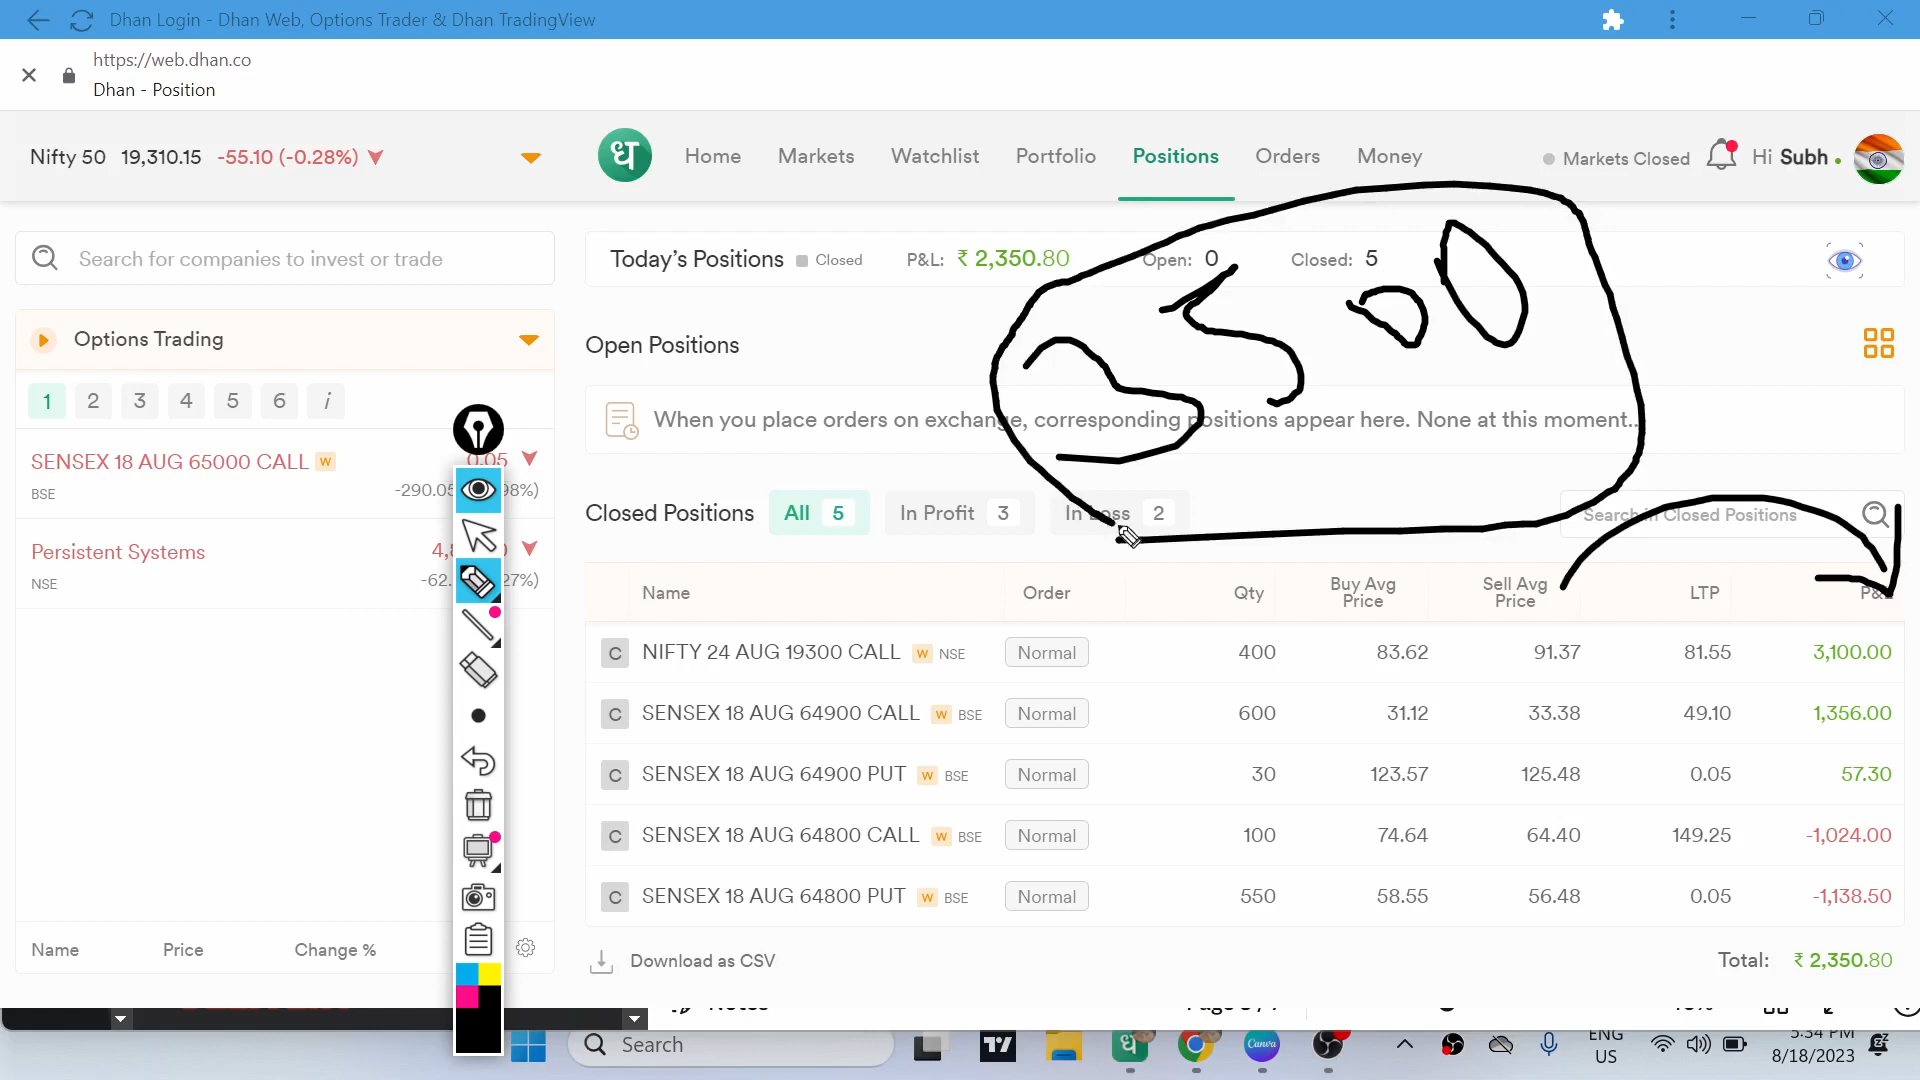 Dhan Login - Dhan Web, Options Trader & Dhan TradingView
https://web.dhan.co
Dhan - Position
Nifty 50 19,310.15 -55.10 (-0.28%)
ध Home Markets Watchlist Portfolio Positions Orders Money
Markets Closed Hi Subh
Search for companies to invest or trade
Today's Positions Closed P&L: ₹ 2,350.80 Open: 0 Closed: 5
Options Trading
Open Positions
1 2 3 4 5 6 i
When you place orders on exchange, corresponding positions appear here. None at this moment..
3500
SENSEX 18 AUG 65000 CALL W 0.05
BSE -290.05
Persistent Systems
NSE
Closed Positions All 5 In Profit 3 In Loss 2 Search in Closed Positions
Name Order Qty Buy Avg Price Sell Avg Price LTP P&L
C NIFTY 24 AUG 19300 CALL W NSE Normal 400 83.62 91.37 81.55 3,100.00
C SENSEX 18 AUG 64900 CALL W BSE Normal 600 31.12 33.38 49.10 1,356.00
C SENSEX 18 AUG 64900 PUT W BSE Normal 30 123.57 125.48 0.05 57.30
C SENSEX 18 AUG 64800 CALL W BSE Normal 100 74.64 64.40 149.25 -1,024.00
C SENSEX 18 AUG 64800 PUT W BSE Normal 550 58.55 56.48 0.05 -1,138.50
Name Price Change %
Download as CSV Total: ₹ 2,350.80
Search
Canva
ENG
US
5:34 PM
8/18/2023